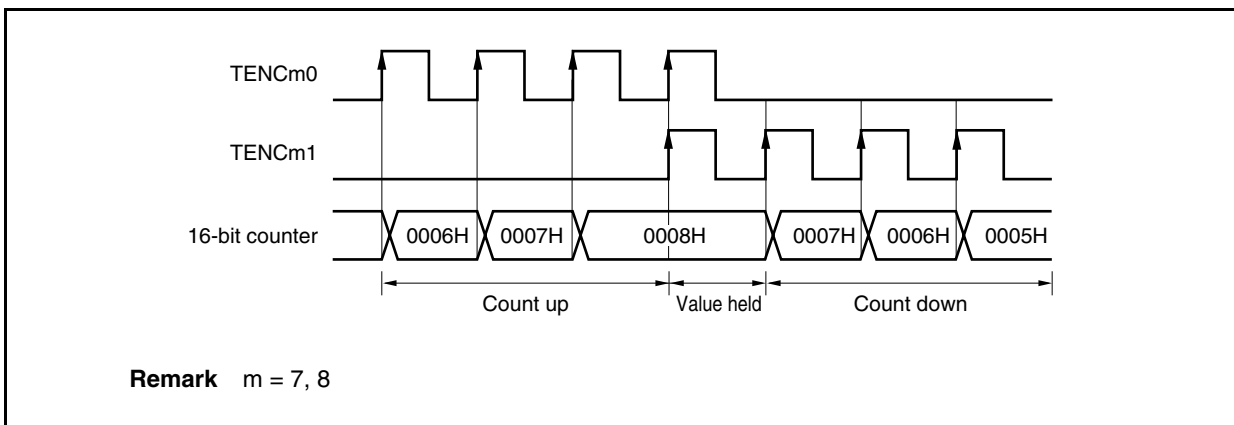 TENCm0
TENCm1
16-bit counter 0006H 0007H 0008H 0007H 0006H 0005H
Count up Value held Count down
Remark m = 7, 8